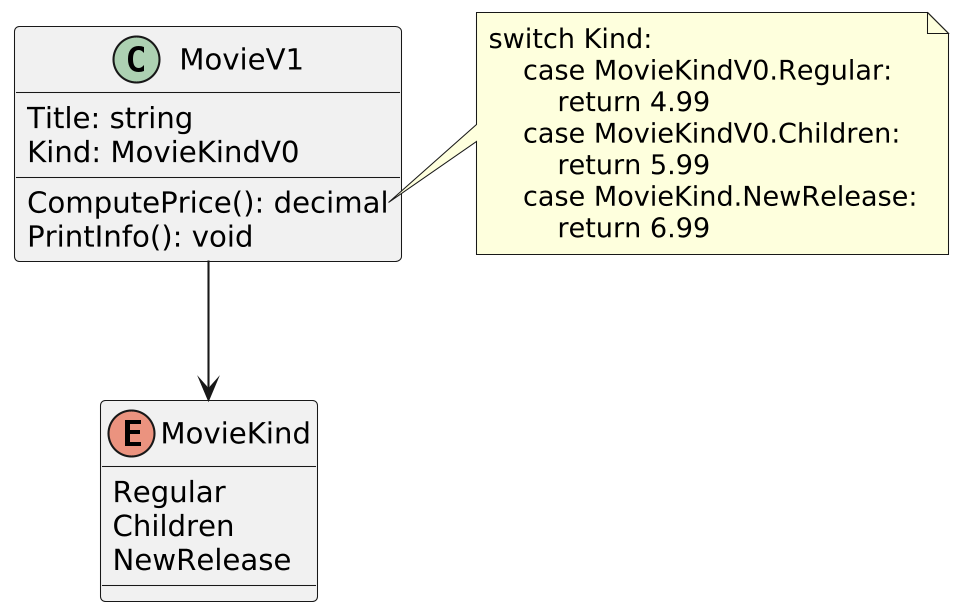 C MovieV1
Title: string
Kind: MovieKindV0
ComputePrice(): decimal
PrintInfo(): void
switch Kind:
case MovieKindV0.Regular:
return 4.99
case MovieKindV0.Children:
return 5.99
case MovieKind.NewRelease:
return 6.99
E MovieKind
Regular
Children
NewRelease